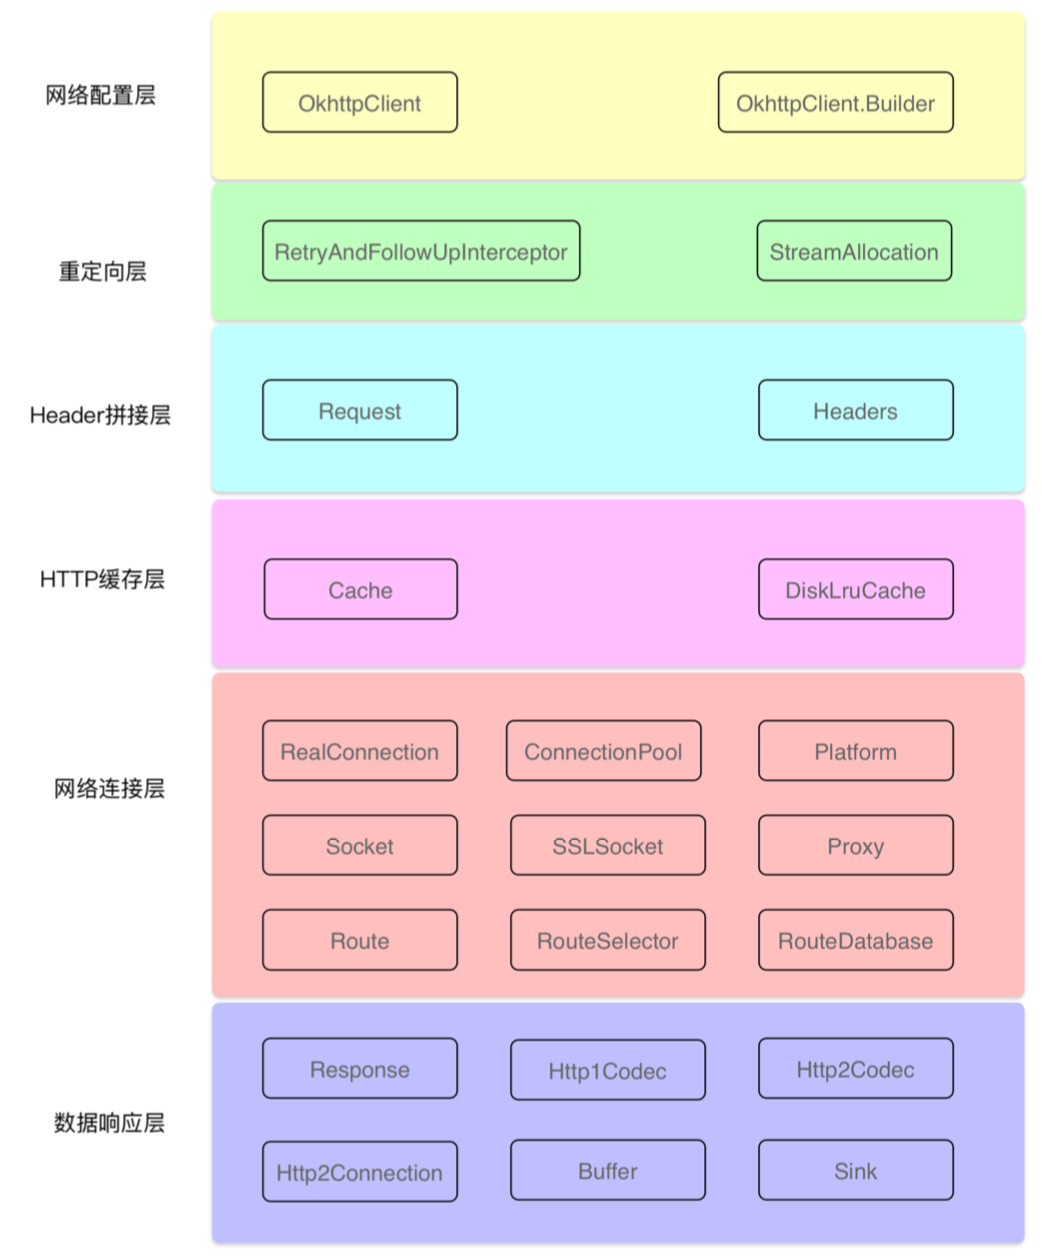 网络配置层
OkhttpClient
OkhttpClient.Builder
重定向层
RetryAndFollowUpInterceptor
StreamAllocation
Header拼接层
Request
Headers
HTTP缓存层
Cache
DiskLruCache
网络连接层
RealConnection
ConnectionPool
Platform
Socket
SSLSocket
Proxy
Route
RouteSelector
RouteDatabase
数据响应层
Response
Http1Codec
Http2Codec
Http2Connection
Buffer
Sink